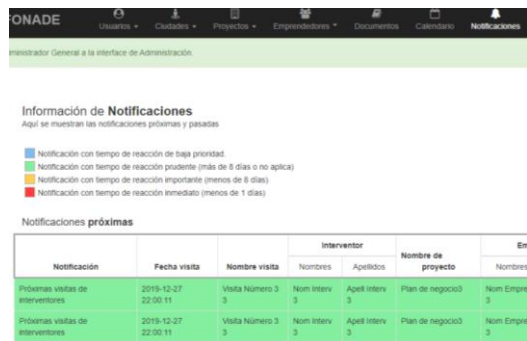 ONADE
Usuarios Ciudades Proyectos Emprendedores Documentos Calendario Notificaciones
ministrador General a la interface de Administración.
Información de Notificaciones
Aquí se muestran las notificaciones próximas y pasadas
Notificación con tiempo de reacción de baja prioridad.
Notificación con tiempo de reacción prudente (más de 8 días o no aplica)
Notificación con tiempo de reacción importante (menos de 8 días)
Notificación con tiempo de reacción inmediato (menos de 1 días)
Notificaciones próximas
Interventor Em
Notificación Fecha visita Nombre visita Nombres Apellidos Nombre de proyecto Nombres
Próximas visitas de interventores 2019-12-27 22:00:11 Visita Número 3 3 Nom Interv 3 Apell Interv 3 Plan de negocio3 Nom Empre 3
Próximas visitas de interventores 2019-12-27 22:00:11 Visita Número 3 3 Nom Interv 3 Apell Interv 3 Plan de negocio3 Nom Empre 3